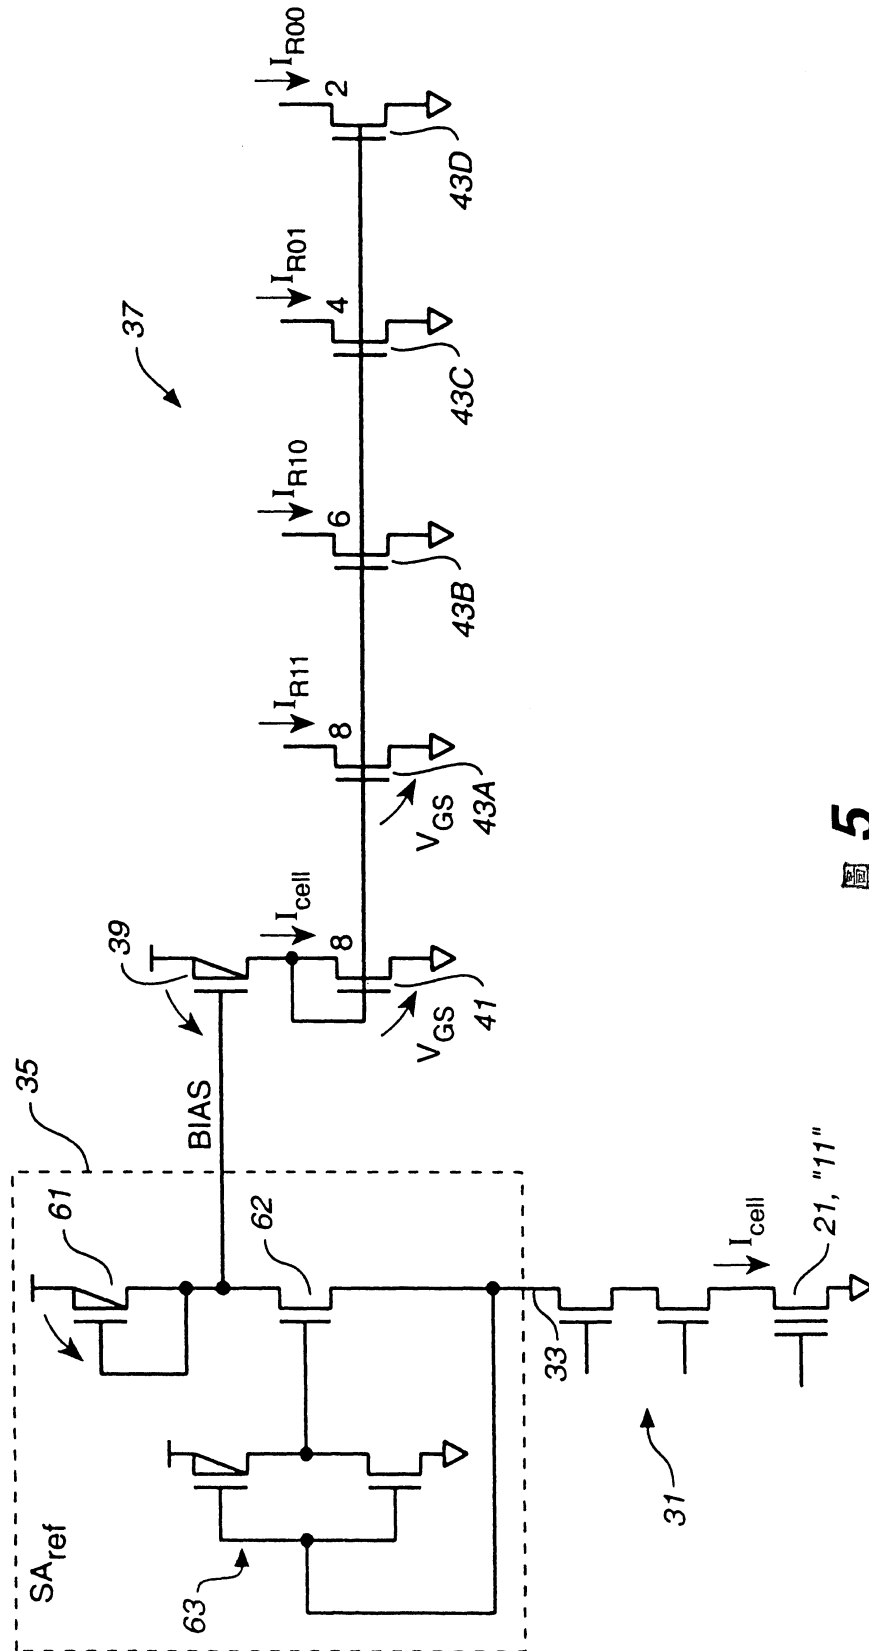 SA_ref
35
61
62
63
BIAS
39
37
I_cell
8
V_GS
41
I_R11
8
V_GS
43A
I_R10
6
43B
I_R01
4
43C
I_R00
2
43D
33
31
I_cell
21, "11"
圖 5